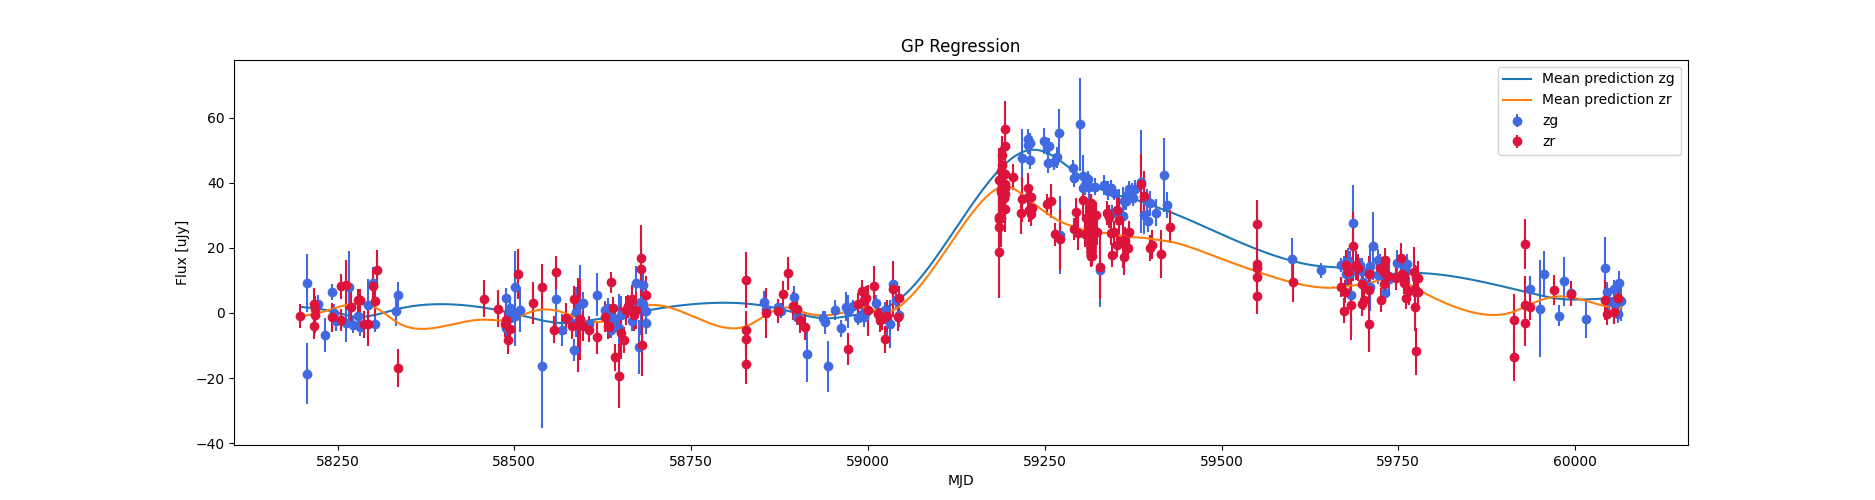 GP Regression
Flux [uJy]
60
40
20
0
−20
−40
58250 58500 58750 59000 59250 59500 59750 60000
MJD
Mean prediction zg
Mean prediction zr
zg
zr